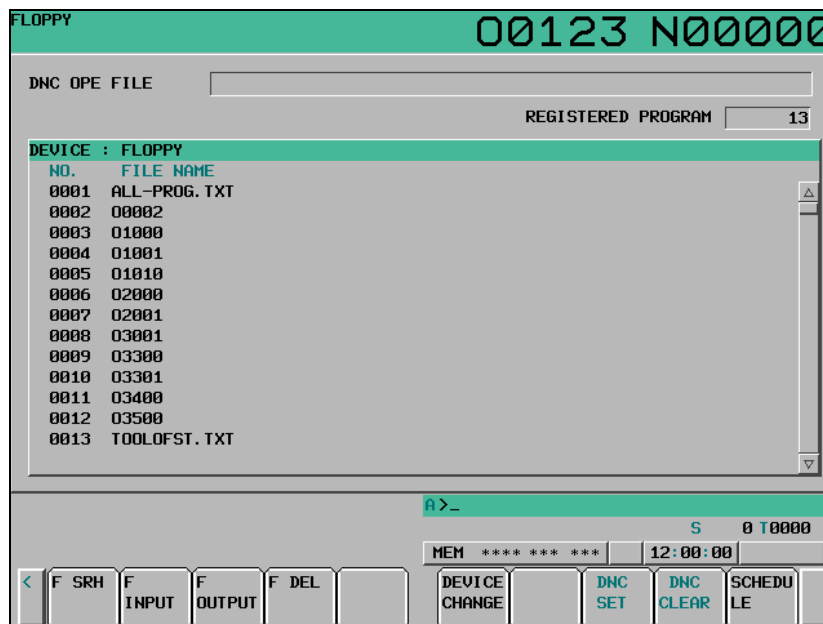 FLOPPY
O0123 N00000
DNC OPE FILE
REGISTERED PROGRAM 13
DEVICE : FLOPPY
NO. FILE NAME
0001 ALL-PROG.TXT
0002 O0002
0003 O1000
0004 O1001
0005 O1010
0006 O2000
0007 O2001
0008 O3001
0009 O3300
0010 O3301
0011 O3400
0012 O3500
0013 TOOLOFST.TXT
A>_
S 0 T0000
MEM **** *** *** 12:00:00
< F SRH F INPUT F OUTPUT F DEL DEVICE CHANGE DNC SET DNC CLEAR SCHEDU LE